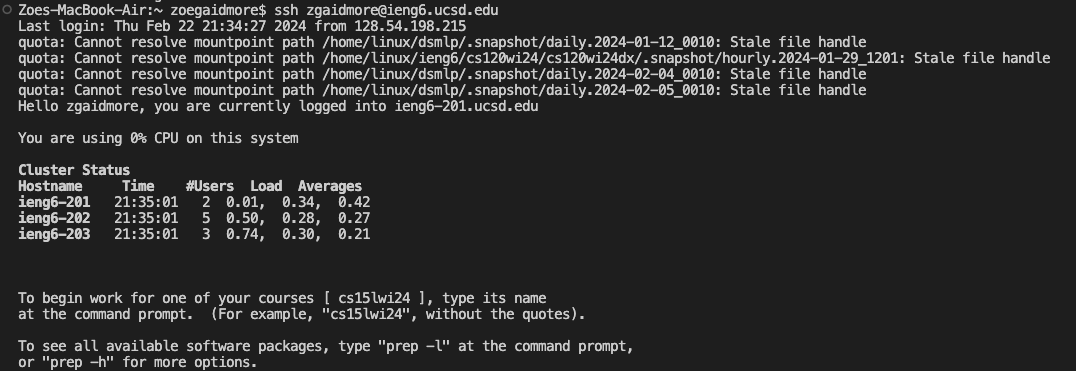 Zoes-MacBook-Air:~ zoegaidmore$ ssh zgaidmore@ieng6.ucsd.edu
Last login: Thu Feb 22 21:34:27 2024 from 128.54.198.215
quota: Cannot resolve mountpoint path /home/linux/dsmlp/.snapshot/daily.2024-01-12_0010: Stale file handle
quota: Cannot resolve mountpoint path /home/linux/ieng6/cs120wi24/cs120wi24dx/.snapshot/hourly.2024-01-29_1201: Stale file handle
quota: Cannot resolve mountpoint path /home/linux/dsmlp/.snapshot/daily.2024-02-04_0010: Stale file handle
quota: Cannot resolve mountpoint path /home/linux/dsmlp/.snapshot/daily.2024-02-05_0010: Stale file handle
Hello zgaidmore, you are currently logged into ieng6-201.ucsd.edu

You are using 0% CPU on this system

Cluster Status
Hostname     Time    #Users  Load  Averages
ieng6-201   21:35:01   2  0.01,  0.34,  0.42
ieng6-202   21:35:01   5  0.50,  0.28,  0.27
ieng6-203   21:35:01   3  0.74,  0.30,  0.21

To begin work for one of your courses [ cs15lwi24 ], type its name
at the command prompt.  (For example, "cs15lwi24", without the quotes).

To see all available software packages, type "prep -l" at the command prompt,
or "prep -h" for more options.